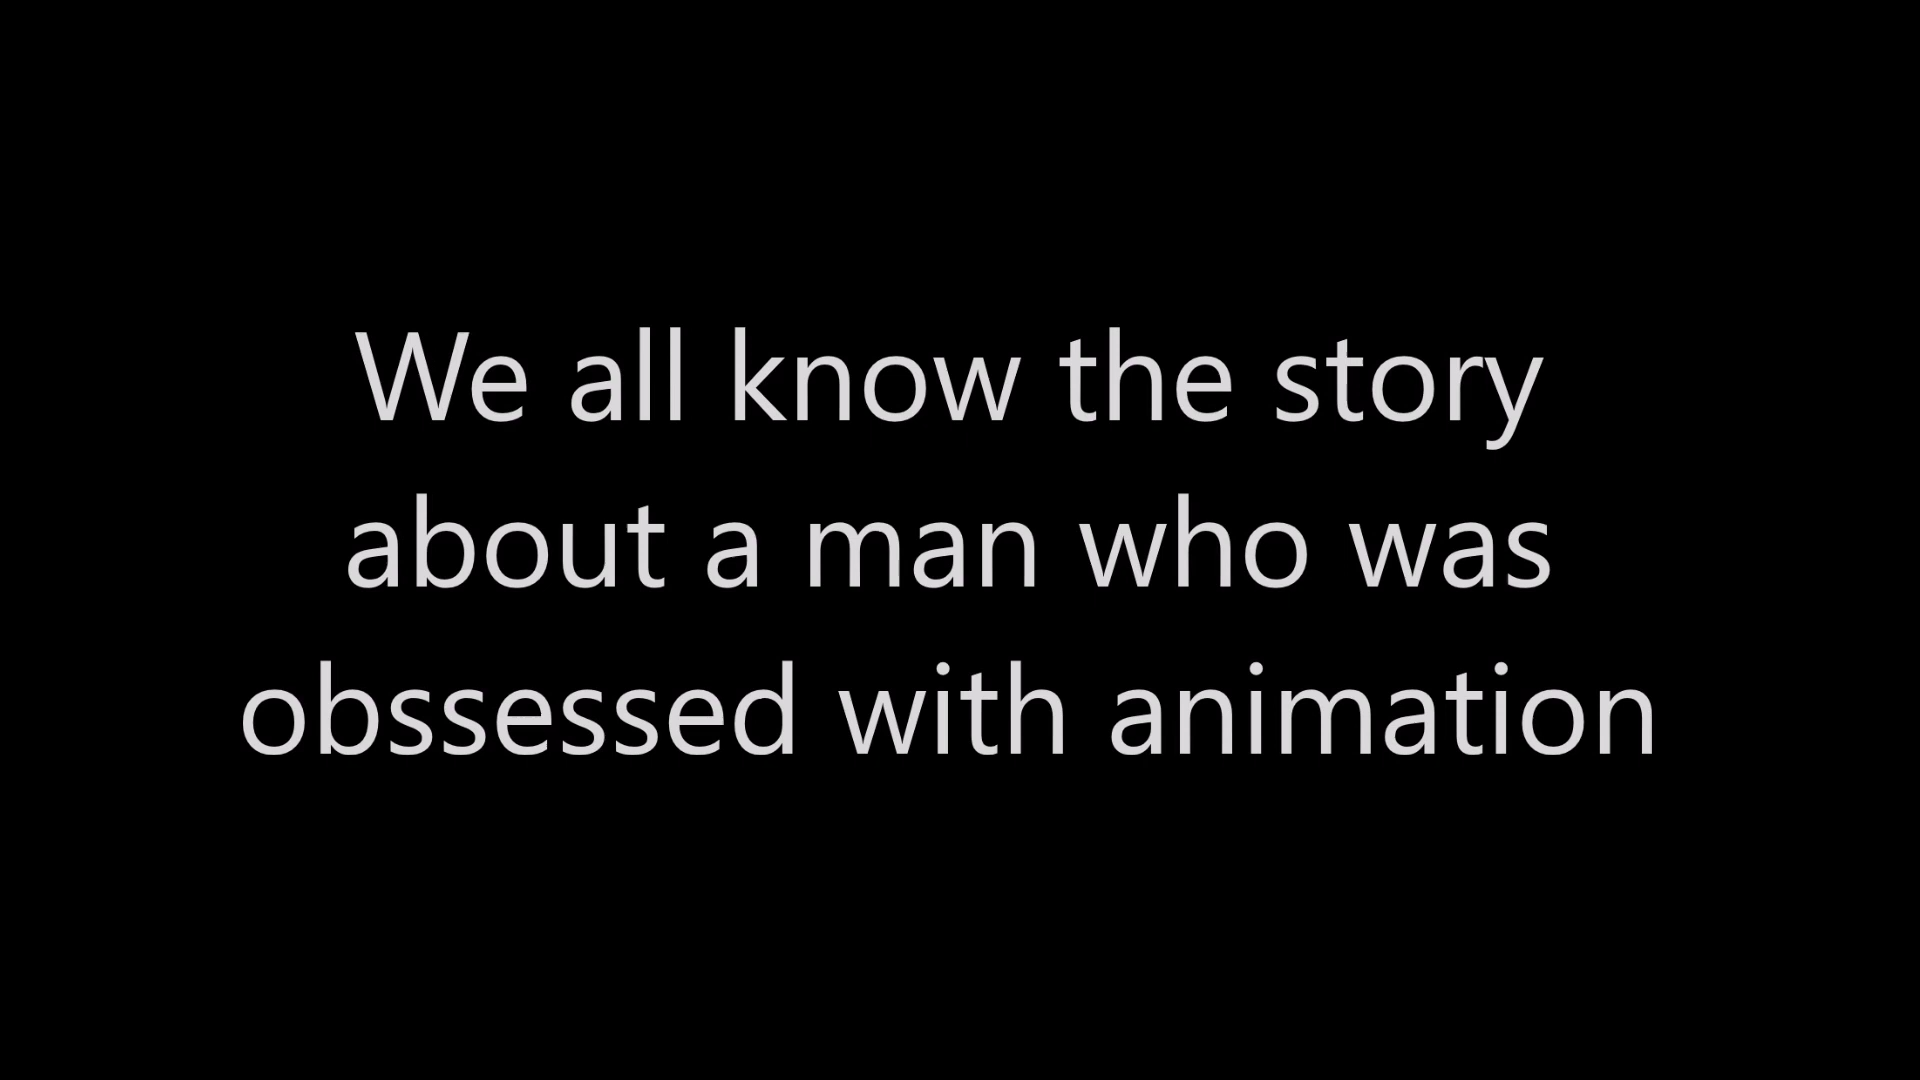 We all know the story
about a man who was
obssessed with animation